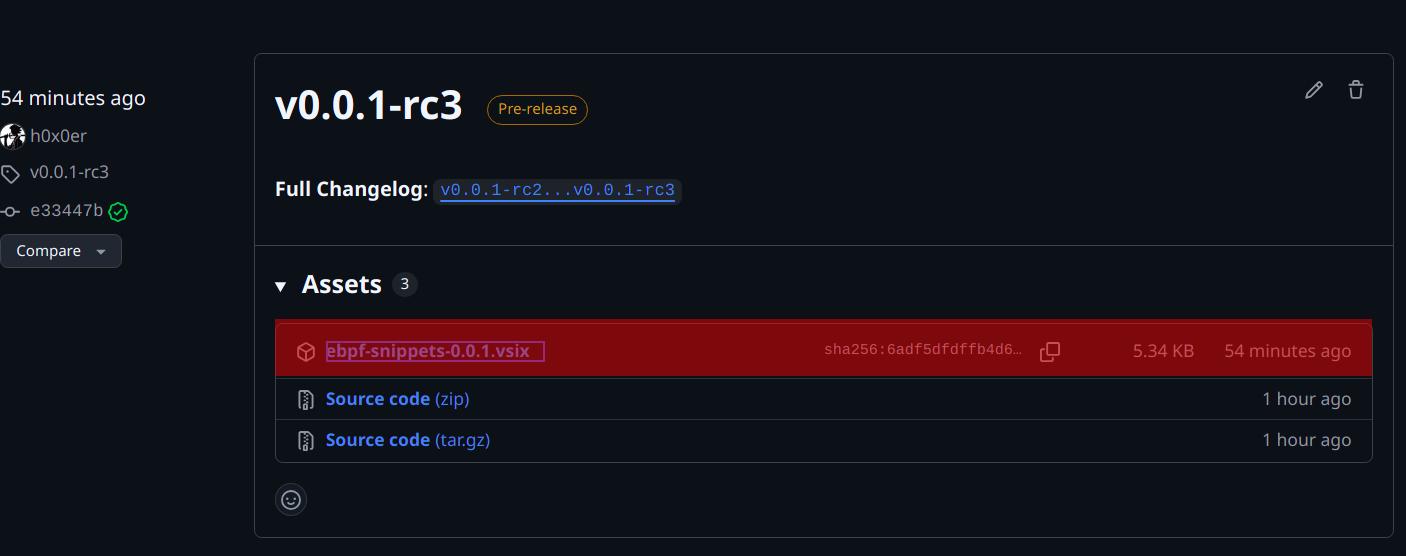 54 minutes ago
h0x0er
v0.0.1-rc3
e33447b
Compare
v0.0.1-rc3 Pre-release
Full Changelog: v0.0.1-rc2...v0.0.1-rc3
Assets 3
ebpf-snippets-0.0.1.vsix sha256:6adf5dfdffb4d6… 5.34 KB 54 minutes ago
Source code (zip) 1 hour ago
Source code (tar.gz) 1 hour ago